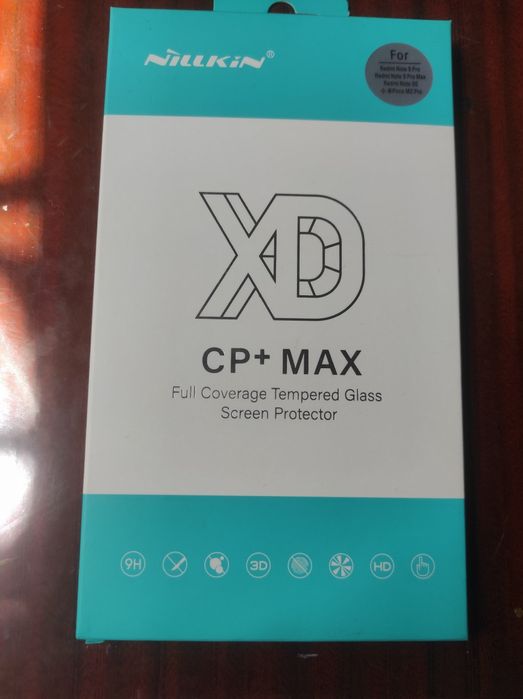 NILLKIN®
For
Redmi Note 9 Pro
Redmi Note 9 Pro Max
Redmi Note 9S
XD
CP+ MAX
Full Coverage Tempered Glass
Screen Protector
9H
3D
HD